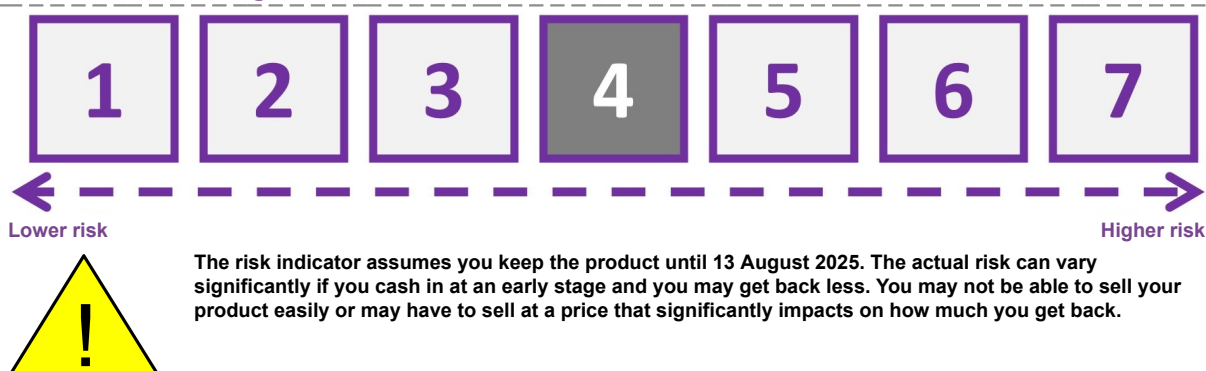 1 2 3 4 5 6 7
Lower risk Higher risk
The risk indicator assumes you keep the product until 13 August 2025. The actual risk can vary
significantly if you cash in at an early stage and you may get back less. You may not be able to sell your
product easily or may have to sell at a price that significantly impacts on how much you get back.
!